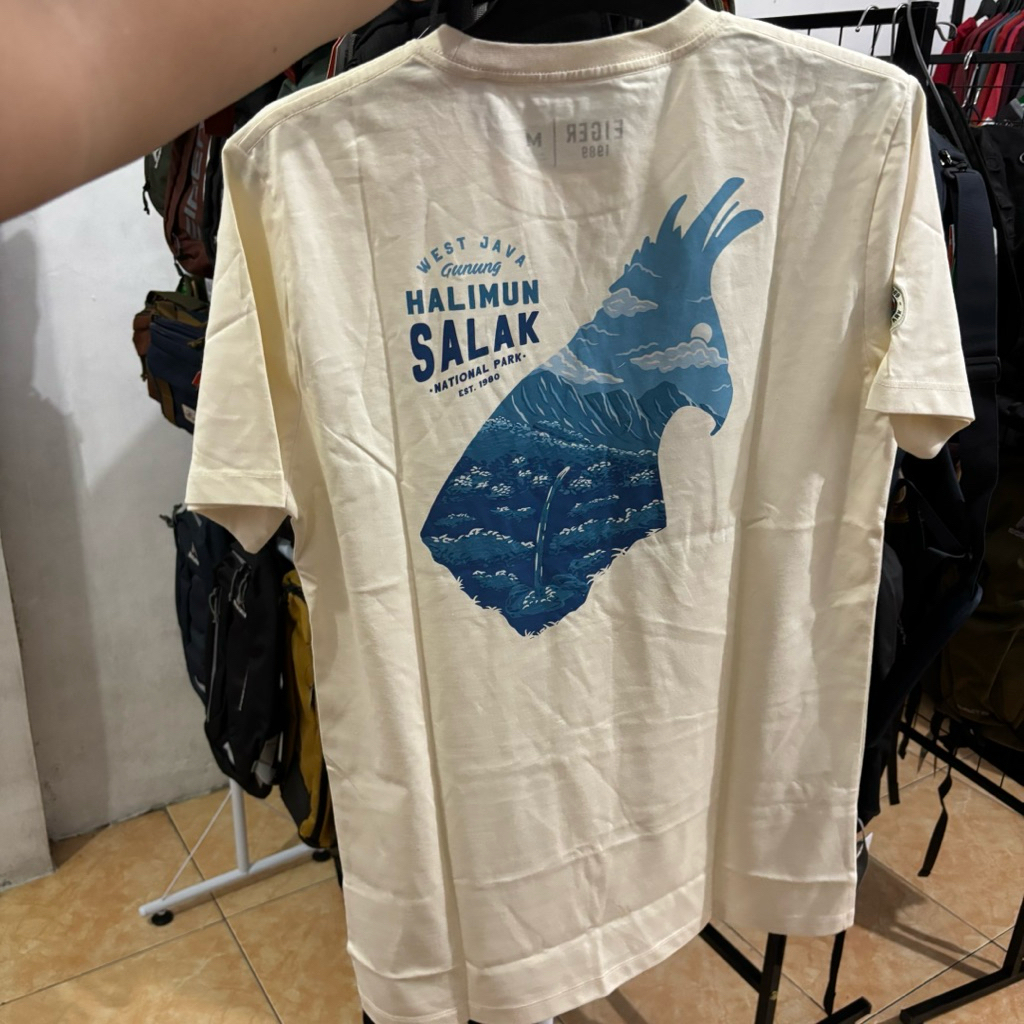 EIGER
1989
M
WEST JAVA
Gunung
HALIMUN
SALAK
•NATIONAL PARK•
EST. 1980